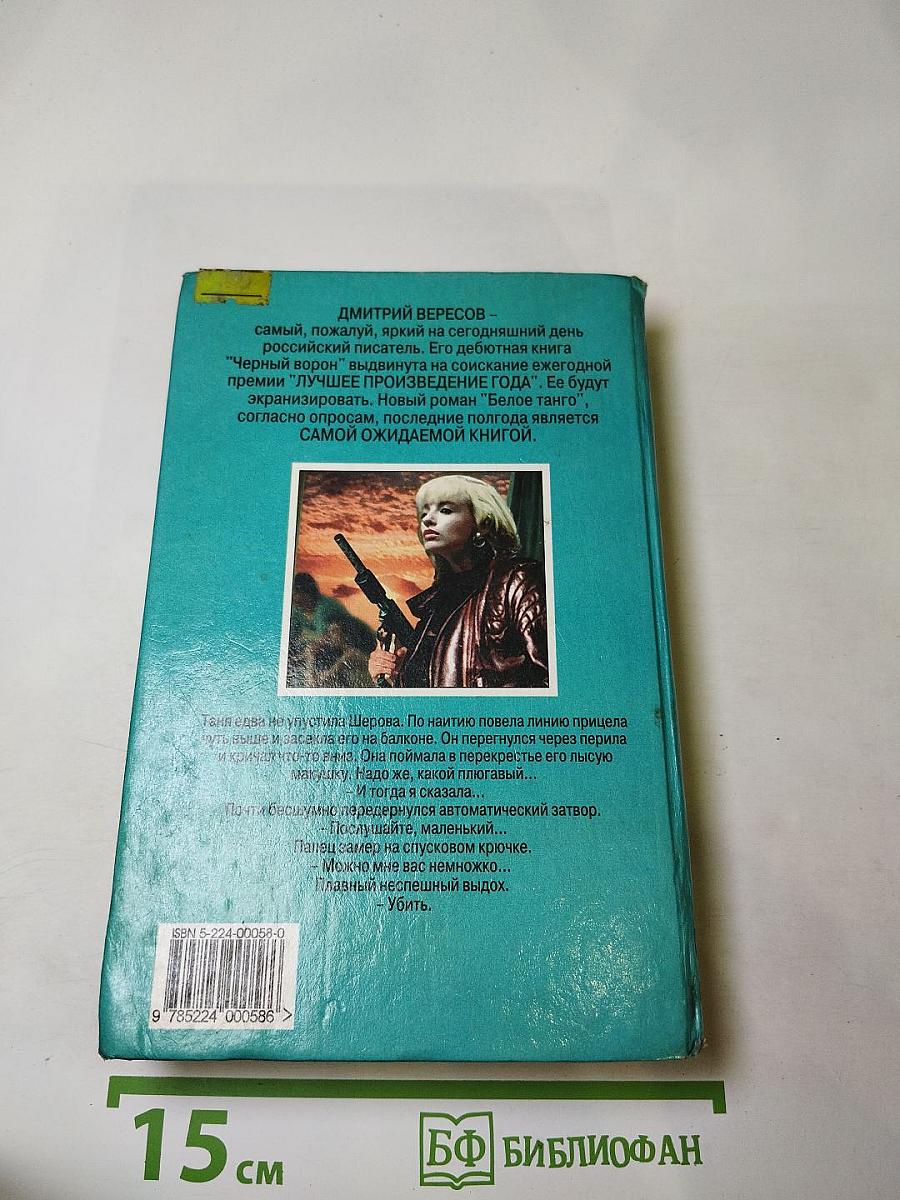 ДМИТРИЙ ВЕРЕСОВ –
самый, пожалуй, яркий на сегодняшний день
российский писатель. Его дебютная книга
"Черный ворон" выдвинута на соискание ежегодной
премии "ЛУЧШЕЕ ПРОИЗВЕДЕНИЕ ГОДА". Ее будут
экранизировать. Новый роман "Белое танго",
согласно опросам, последние полгода является
САМОЙ ОЖИДАЕМОЙ КНИГОЙ.
Таня едва не упустила Шерова. По наитию повела линию прицела
чуть выше и засекла его на балконе. Он перегнулся через перила
и кричал что-то вниз. Она поймала в перекрестье его лысую
макушку. Надо же, какой плюгавый...
– И тогда я сказала...
Почти бесшумно передернулся автоматический затвор.
– Послушайте, маленький...
Палец замер на спусковом крючке.
– Можно мне вас немножко...
Плавный неспешный выдох.
– Убить.
ISBN 5-224-00058-0
9 785224 000586 >
15 см
БФ БИБЛИОФАН